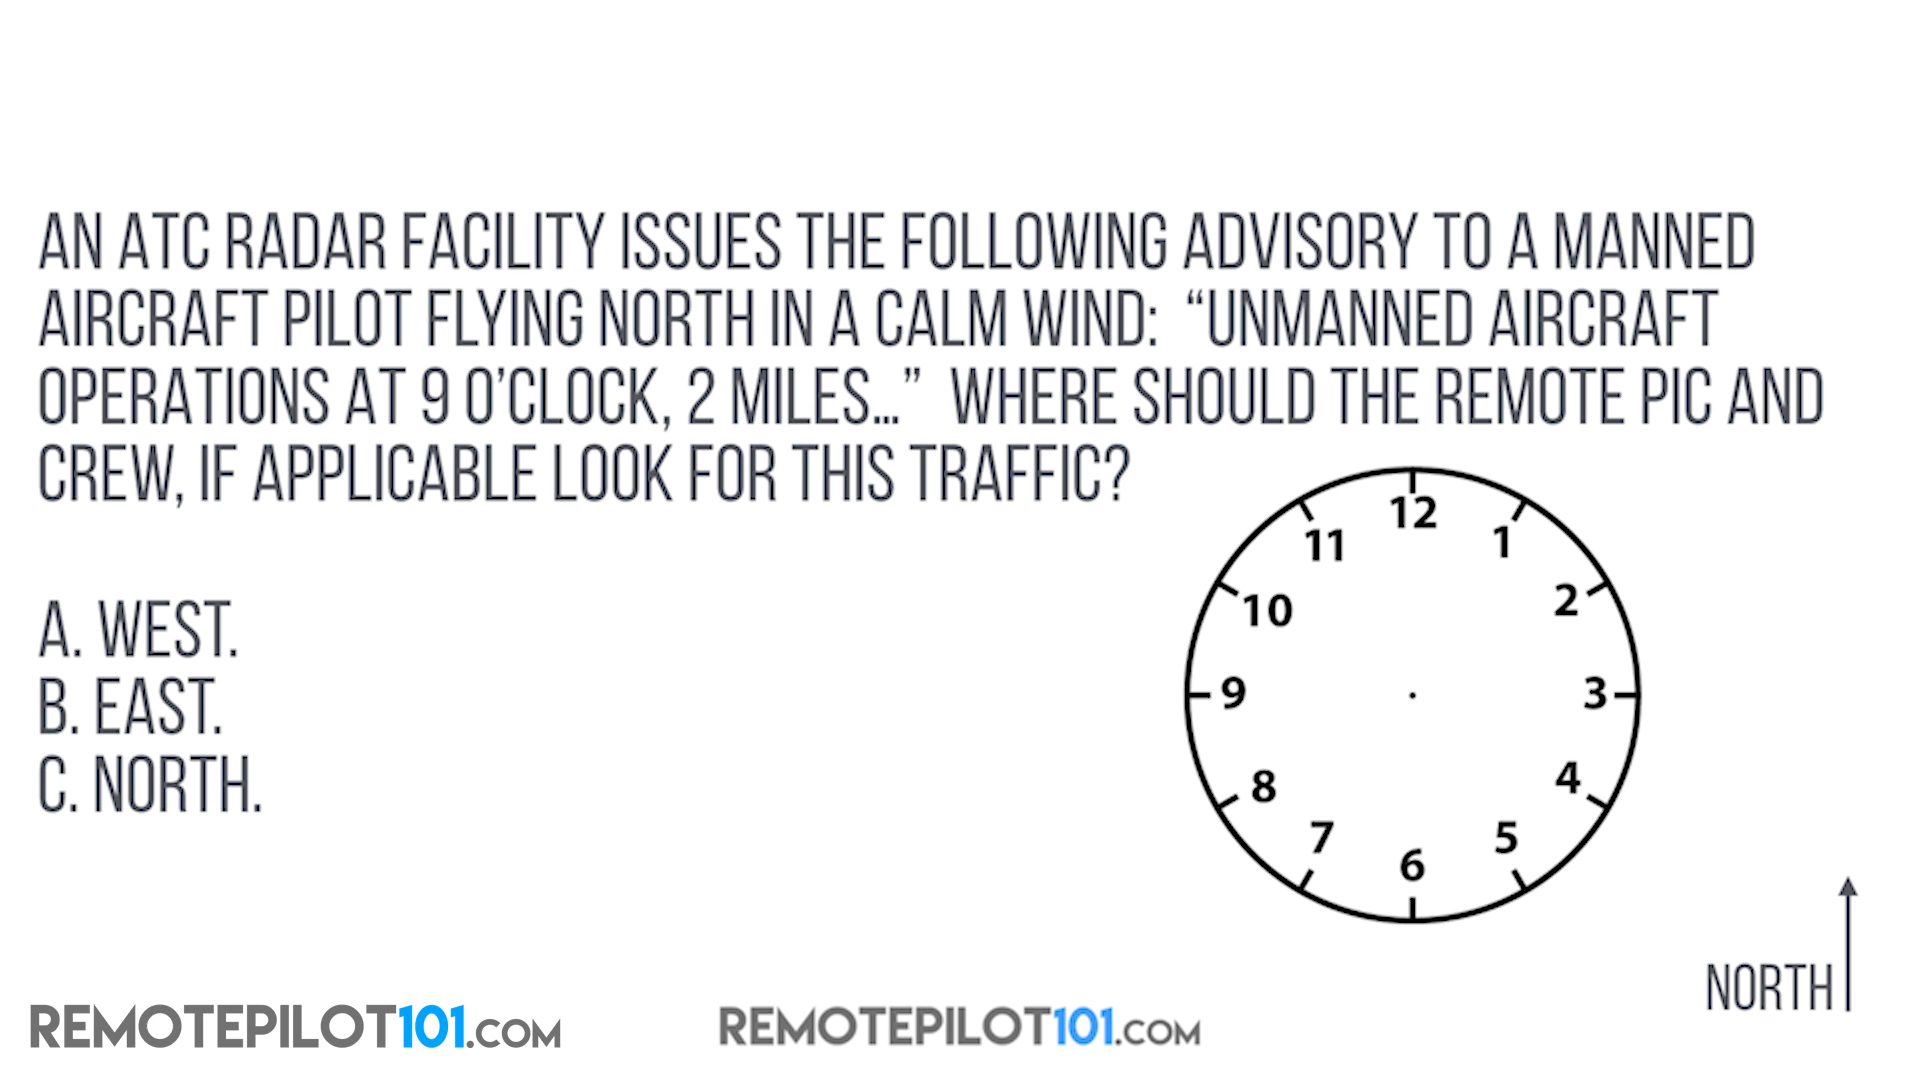 AN ATC RADAR FACILITY ISSUES THE FOLLOWING ADVISORY TO A MANNED
AIRCRAFT PILOT FLYING NORTH IN A CALM WIND: “UNMANNED AIRCRAFT
OPERATIONS AT 9 O’CLOCK, 2 MILES...” WHERE SHOULD THE REMOTE PIC AND
CREW, IF APPLICABLE LOOK FOR THIS TRAFFIC?
A. WEST.
B. EAST.
C. NORTH.
12
1
2
3
4
5
6
7
8
9
10
11
NORTH
REMOTEPILOT101.COM
REMOTEPILOT101.COM